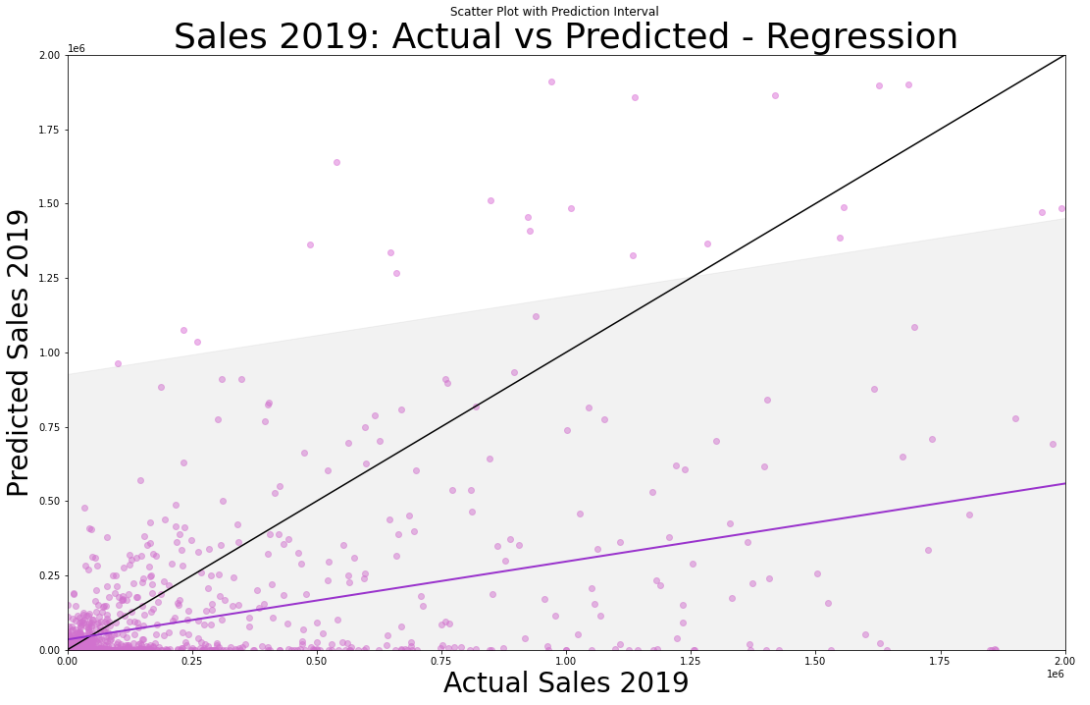 Scatter Plot with Prediction Interval
Sales 2019: Actual vs Predicted - Regression
1e6
2.00
1.75
1.50
1.25
1.00
0.75
0.50
0.25
0.00
Predicted Sales 2019
0.00 0.25 0.50 0.75 1.00 1.25 1.50 1.75 2.00
1e6
Actual Sales 2019